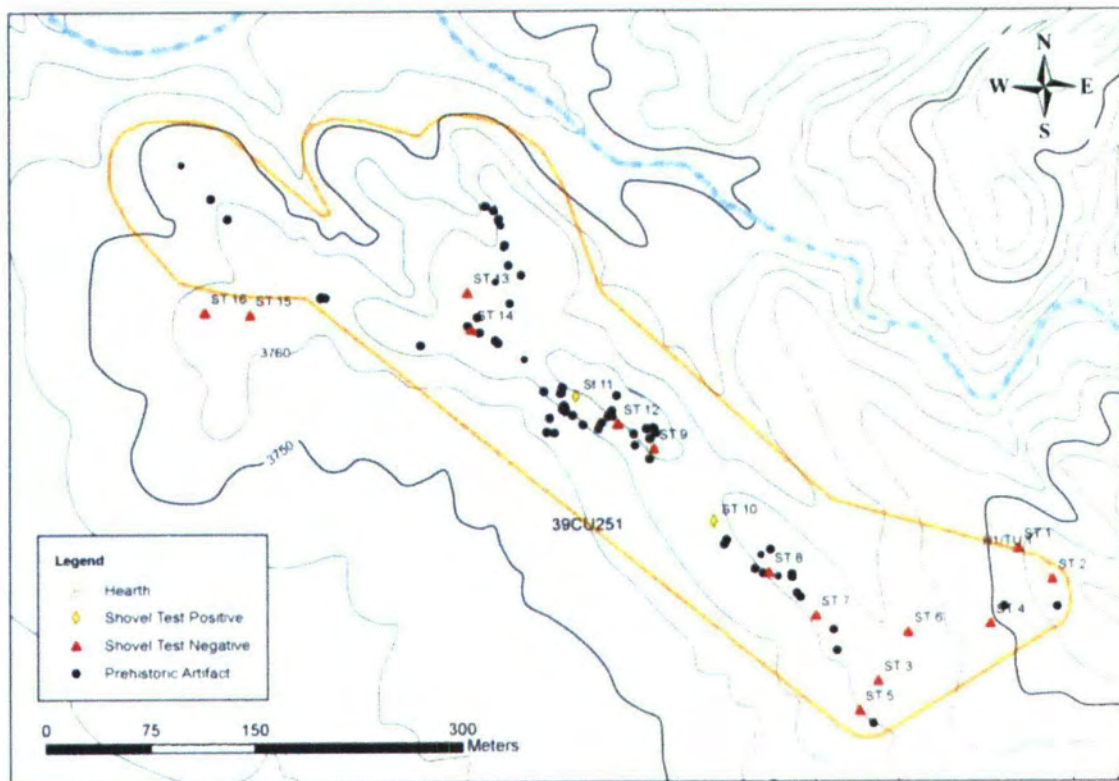 N
W E
S
ST 13
ST 16
ST 15
ST 14
3760
St 11
ST 12
ST 9
3750
ST 10
39CU251
ST 1
ST 8
ST 2
ST 7
ST 6
ST 4
ST 3
ST 5
Legend
Hearth
Shovel Test Positive
Shovel Test Negative
Prehistoric Artifact
0 75 150 300
Meters